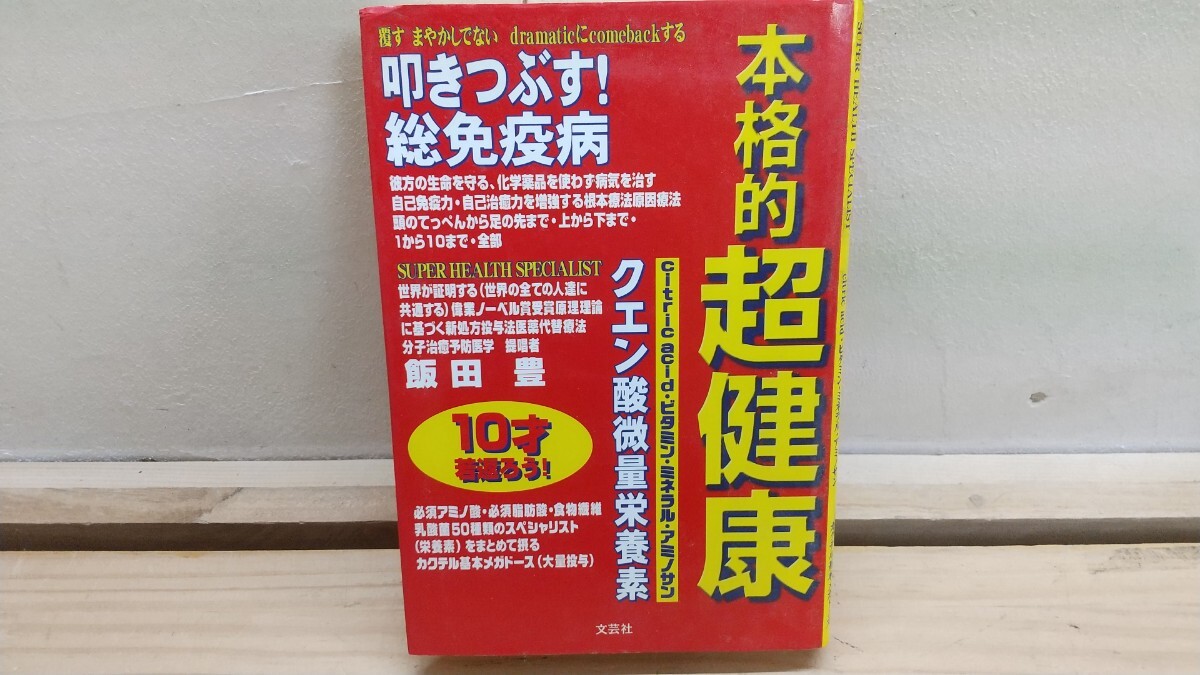 本格的
超健康
citric acid・ビタミン・ミネラル・アミノサン
クエン酸微量栄養素
覆す まやかしでない dramaticにcomebackする
叩きつぶす!
総免疫病
彼方の生命を守る、化学薬品を使わず病気を治す
自己免疫力・自己治癒力を増強する根本療法原因療法
頭のてっぺんから足の先まで・上から下まで・
1から10まで・全部
SUPER HEALTH SPECIALIST
世界が証明する(世界の全ての人達に
共通する)偉業ノーベル賞受賞原理理論
に基づく新処方投与法医薬代替療法
分子治癒予防医学 提唱者
飯田 豊
10才
若返ろう!
必須アミノ酸・必須脂肪酸・食物繊維
乳酸菌50種類のスペシャリスト
(栄養素)をまとめて摂る
カクテル基本メガドース(大量投与)
文芸社
SUPER HEALTH SPECIALIST
citric acid